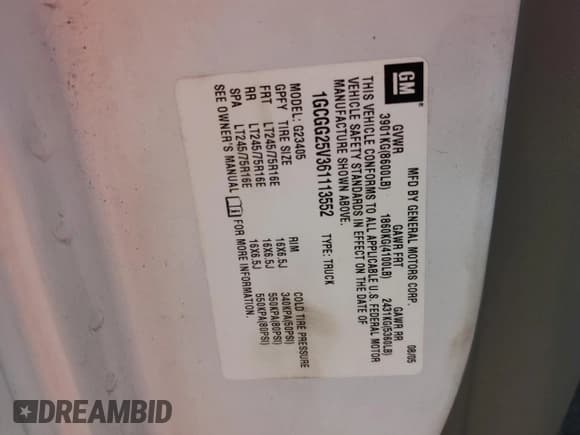 GM
MFD BY GENERAL MOTORS CORP. 08/05
GVWR GAWR FRT GAWR RR
3901KG(8600LB) 1860KG(4100LB) 2431KG(5360LB)
THIS VEHICLE CONFORMS TO ALL APPLICABLE U.S. FEDERAL MOTOR
VEHICLE SAFETY STANDARDS IN EFFECT ON THE DATE OF
MANUFACTURE SHOWN ABOVE.
1GCGG25V361113552 TYPE: TRUCK
MODEL: G23405
GPFY TIRE SIZE RIM COLD TIRE PRESSURE
FRT LT245/75R16E 16X6.5J 340KPA(50PSI)
RR LT245/75R16E 16X6.5J 550KPA(80PSI)
SPA LT245/75R16E 16X6.5J 550KPA(80PSI)
SEE OWNER'S MANUAL FOR MORE INFORMATION.
DREAMBID